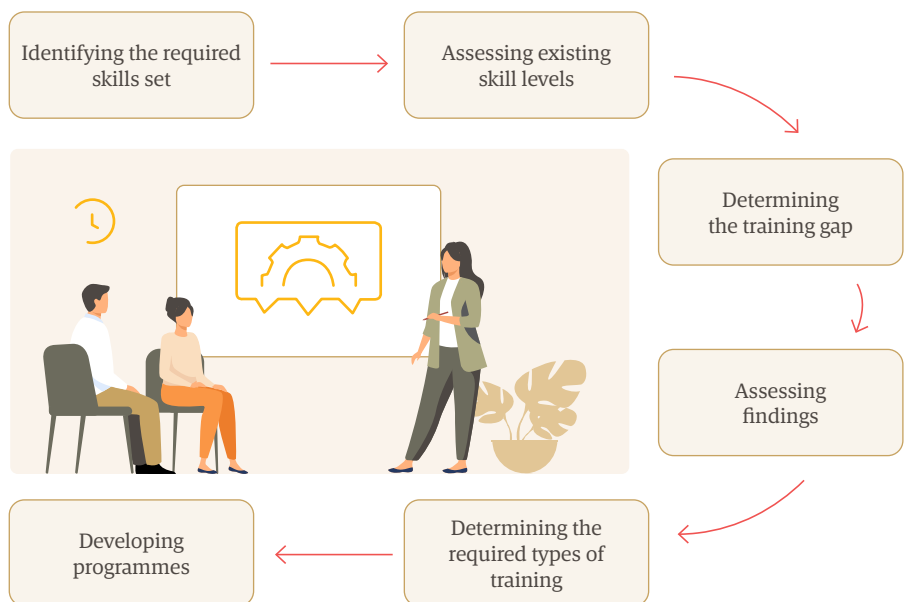 Identifying the required
skills set
Assessing existing
skill levels
Determining
the training gap
Assessing
findings
Determining the
required types of
training
Developing
programmes